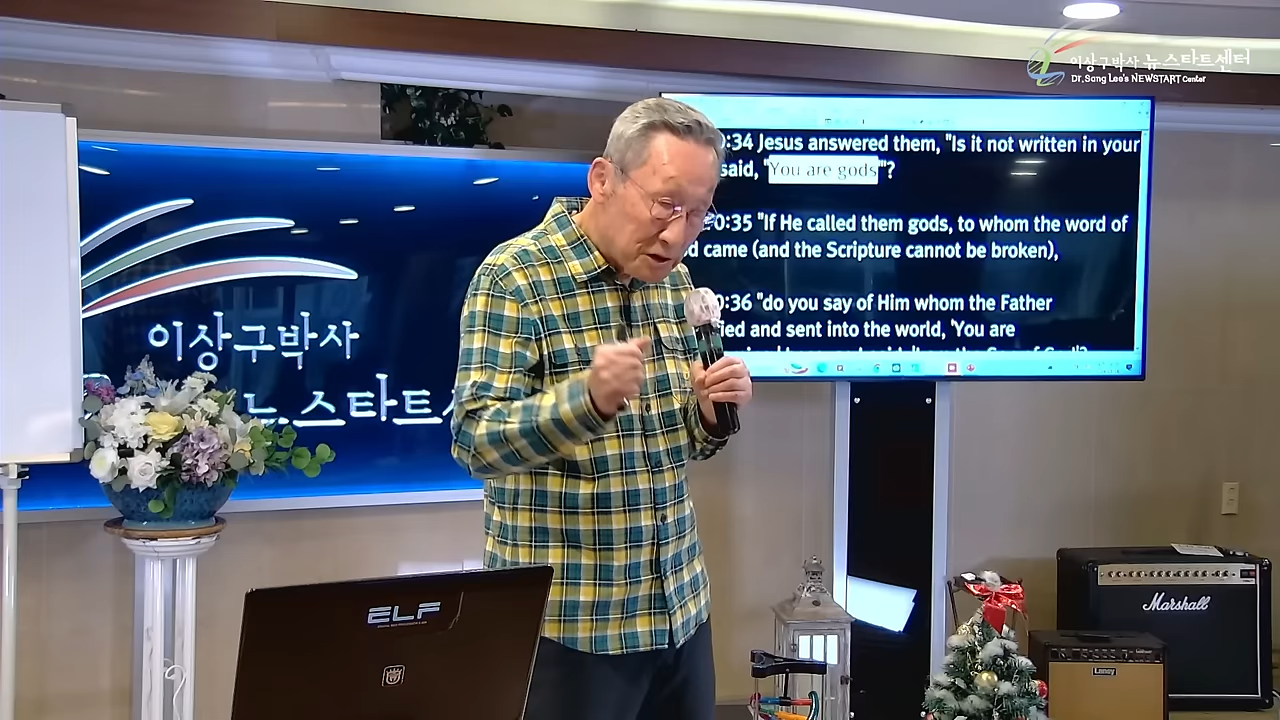 이상구박사 뉴스타트센터
Dr. Sang Lee's NEWSTART Center
:34 Jesus answered them, "Is it not written in your
said, "You are gods"'?
0:35 "If He called them gods, to whom the word of
came (and the Scripture cannot be broken),
0:36 "do you say of Him whom the Father
and sent into the world, 'You are
이상구박사
뉴스타트
ELF
Marshall
Laney